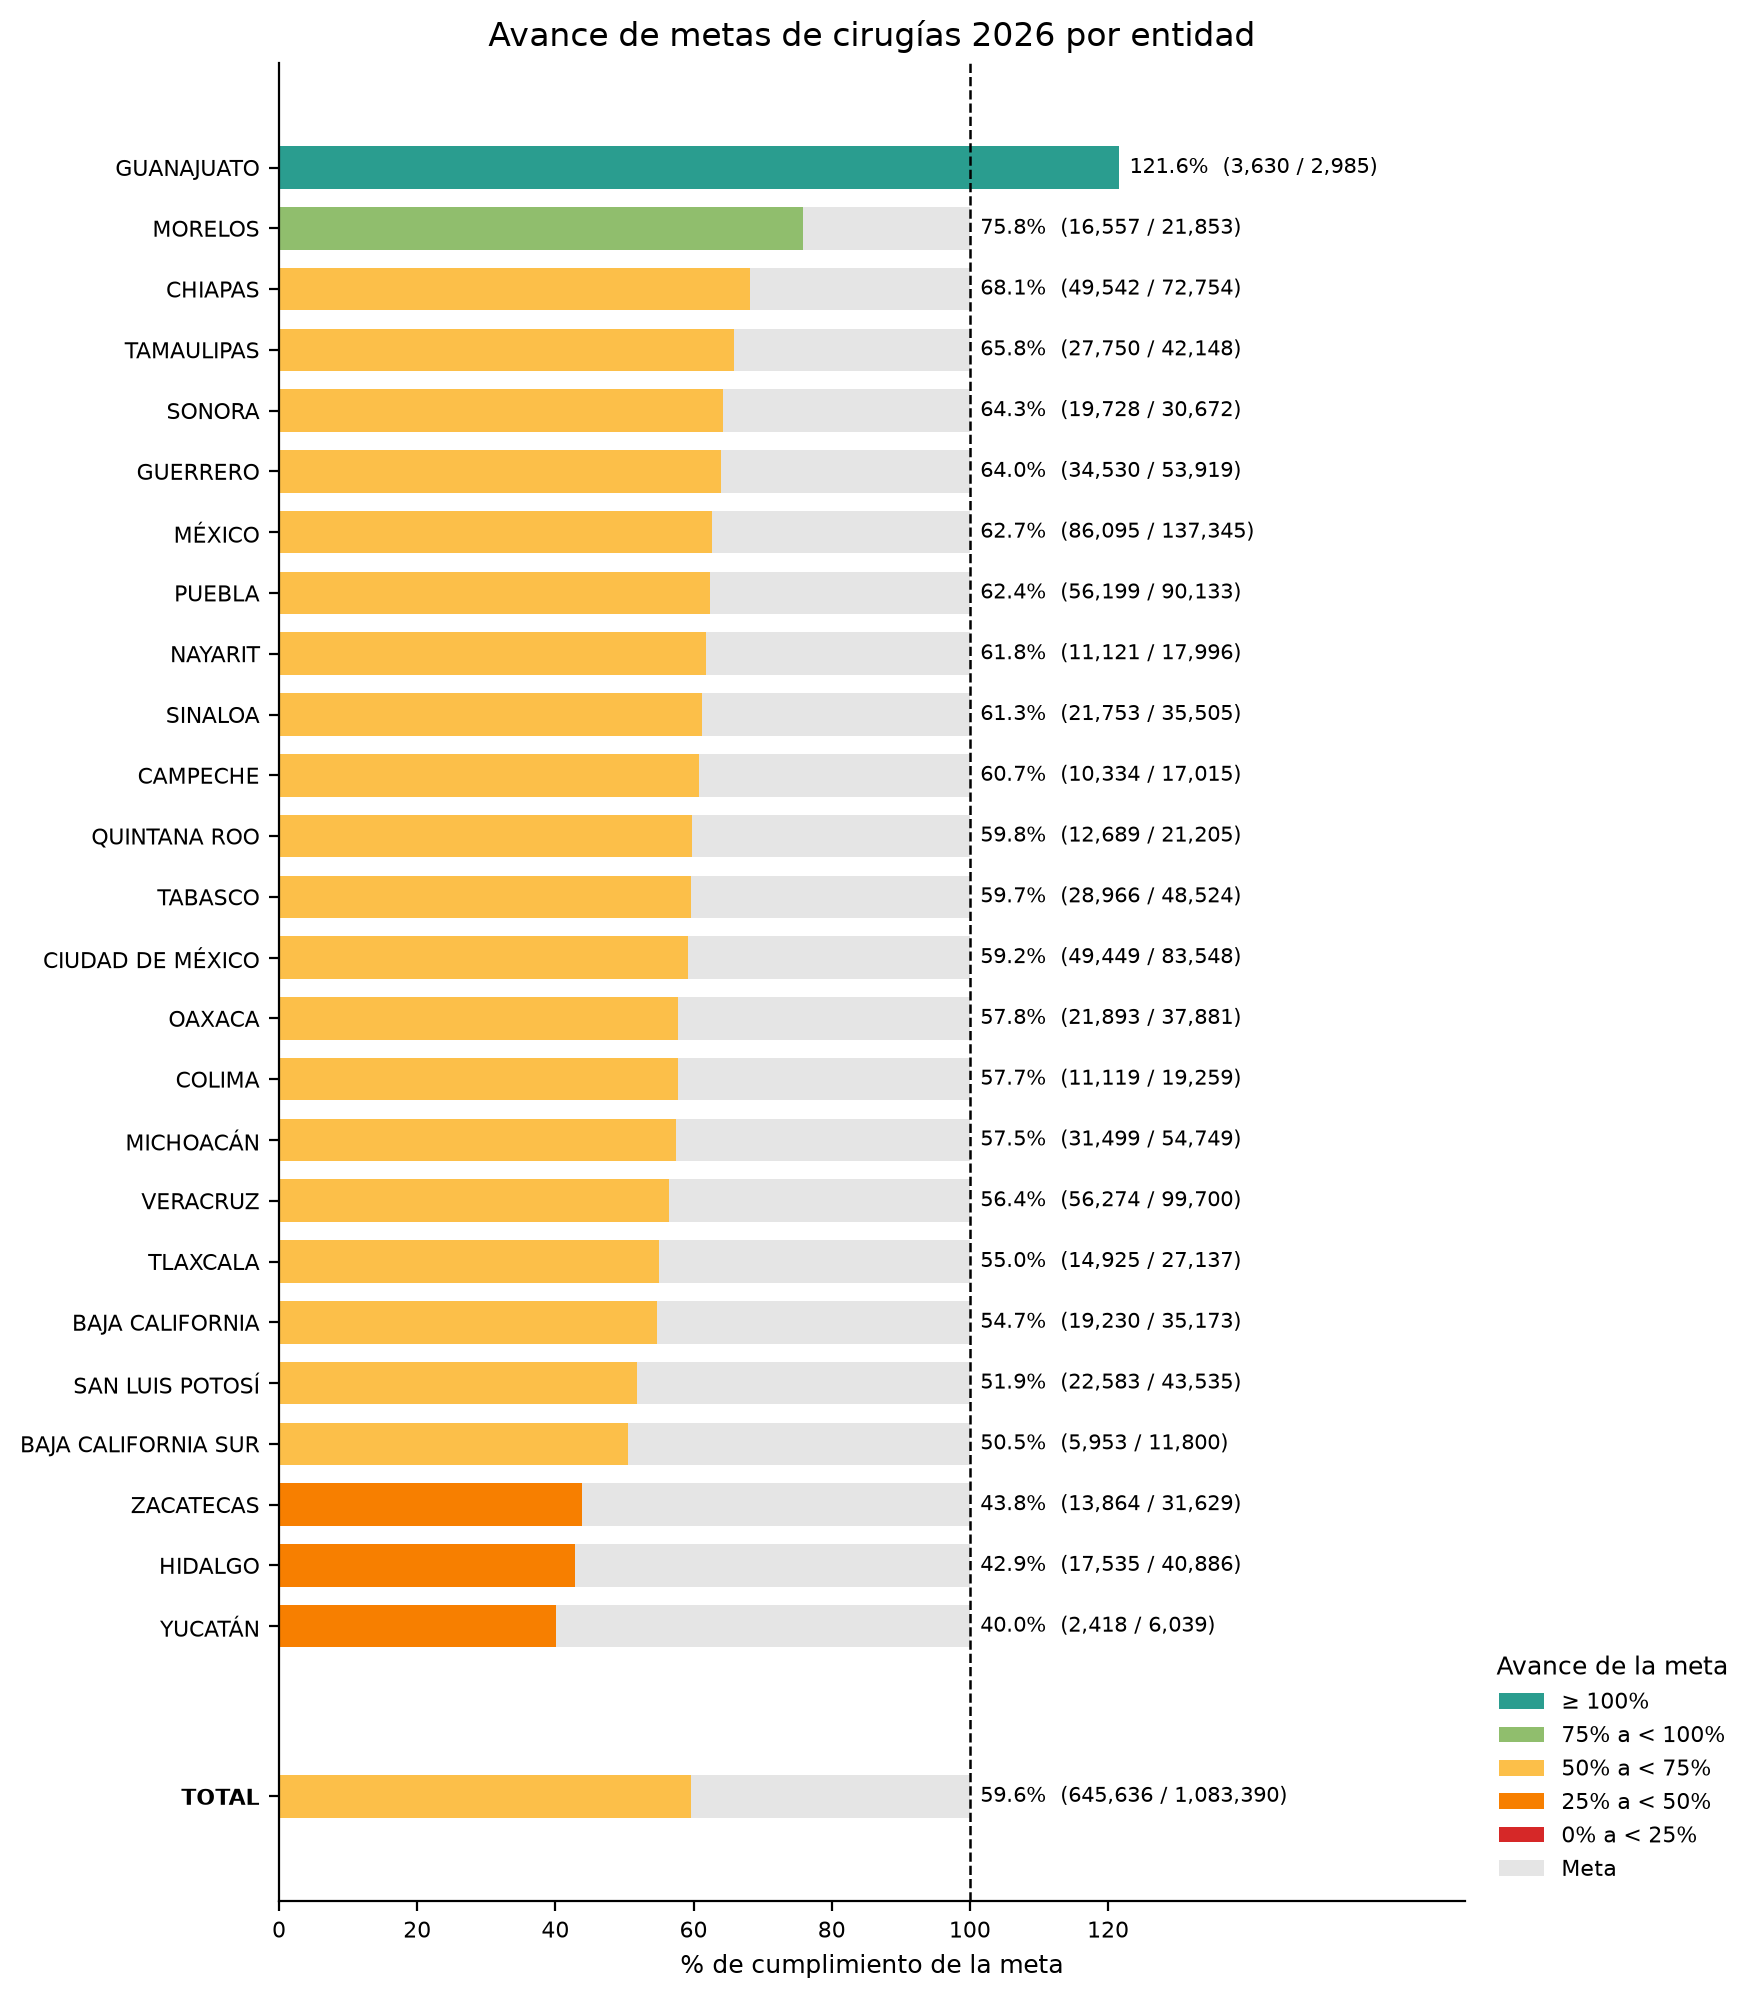 Avance de metas de cirugías 2026 por entidad
GUANAJUATO 121.6% (3,630 / 2,985)
MORELOS 75.8% (16,557 / 21,853)
CHIAPAS 68.1% (49,542 / 72,754)
TAMAULIPAS 65.8% (27,750 / 42,148)
SONORA 64.3% (19,728 / 30,672)
GUERRERO 64.0% (34,530 / 53,919)
MÉXICO 62.7% (86,095 / 137,345)
PUEBLA 62.4% (56,199 / 90,133)
NAYARIT 61.8% (11,121 / 17,996)
SINALOA 61.3% (21,753 / 35,505)
CAMPECHE 60.7% (10,334 / 17,015)
QUINTANA ROO 59.8% (12,689 / 21,205)
TABASCO 59.7% (28,966 / 48,524)
CIUDAD DE MÉXICO 59.2% (49,449 / 83,548)
OAXACA 57.8% (21,893 / 37,881)
COLIMA 57.7% (11,119 / 19,259)
MICHOACÁN 57.5% (31,499 / 54,749)
VERACRUZ 56.4% (56,274 / 99,700)
TLAXCALA 55.0% (14,925 / 27,137)
BAJA CALIFORNIA 54.7% (19,230 / 35,173)
SAN LUIS POTOSÍ 51.9% (22,583 / 43,535)
BAJA CALIFORNIA SUR 50.5% (5,953 / 11,800)
ZACATECAS 43.8% (13,864 / 31,629)
HIDALGO 42.9% (17,535 / 40,886)
YUCATÁN 40.0% (2,418 / 6,039)
TOTAL 59.6% (645,636 / 1,083,390)
Avance de la meta
≥ 100%
75% a < 100%
50% a < 75%
25% a < 50%
0% a < 25%
Meta
0 20 40 60 80 100 120
% de cumplimiento de la meta